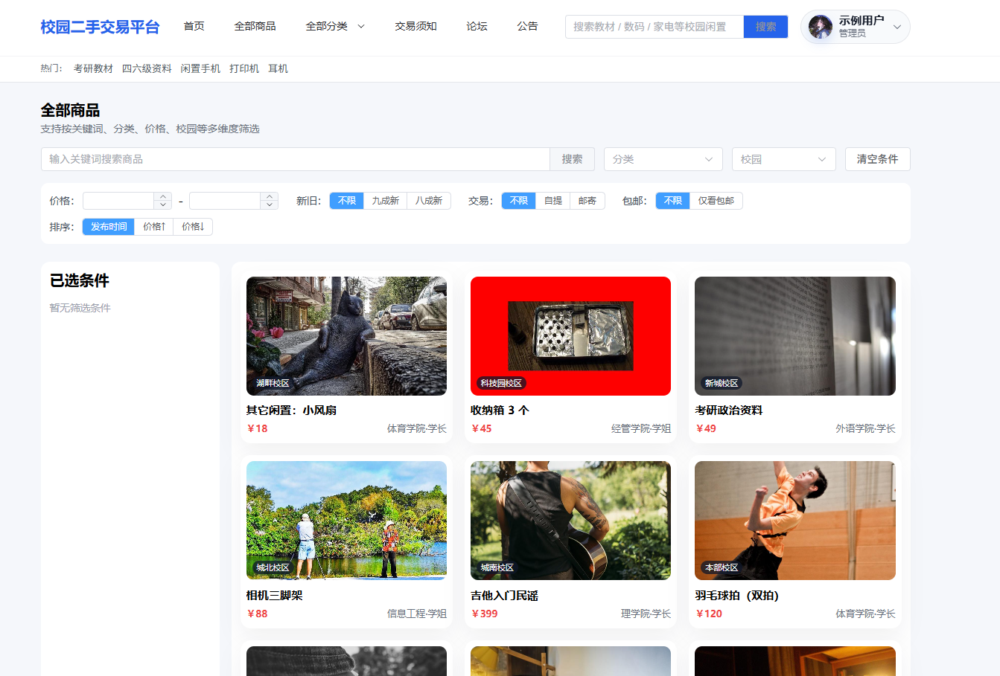 校园二手交易平台
首页
全部商品
全部分类
交易须知
论坛
公告
搜索教材 / 数码 / 家电等校园闲置
搜索
示例用户
管理员
热门：
考研教材
四六级资料
闲置手机
打印机
耳机
全部商品
支持按关键词、分类、价格、校园等多维度筛选
输入关键词搜索商品
搜索
分类
校园
清空条件
价格：
-
新旧：
不限
九成新
八成新
交易：
不限
自提
邮寄
包邮：
不限
仅看包邮
排序：
发布时间
价格↑
价格↓
已选条件
暂无筛选条件
湖畔校区
其它闲置：小风扇
￥18
体育学院·学长
科技园校区
收纳箱 3 个
￥45
经管学院·学姐
新城校区
考研政治资料
￥49
外语学院·学长
城北校区
相机三脚架
￥88
信息工程·学姐
城南校区
吉他入门民谣
￥399
理学院·学长
本部校区
羽毛球拍（双拍）
￥120
体育学院·学长